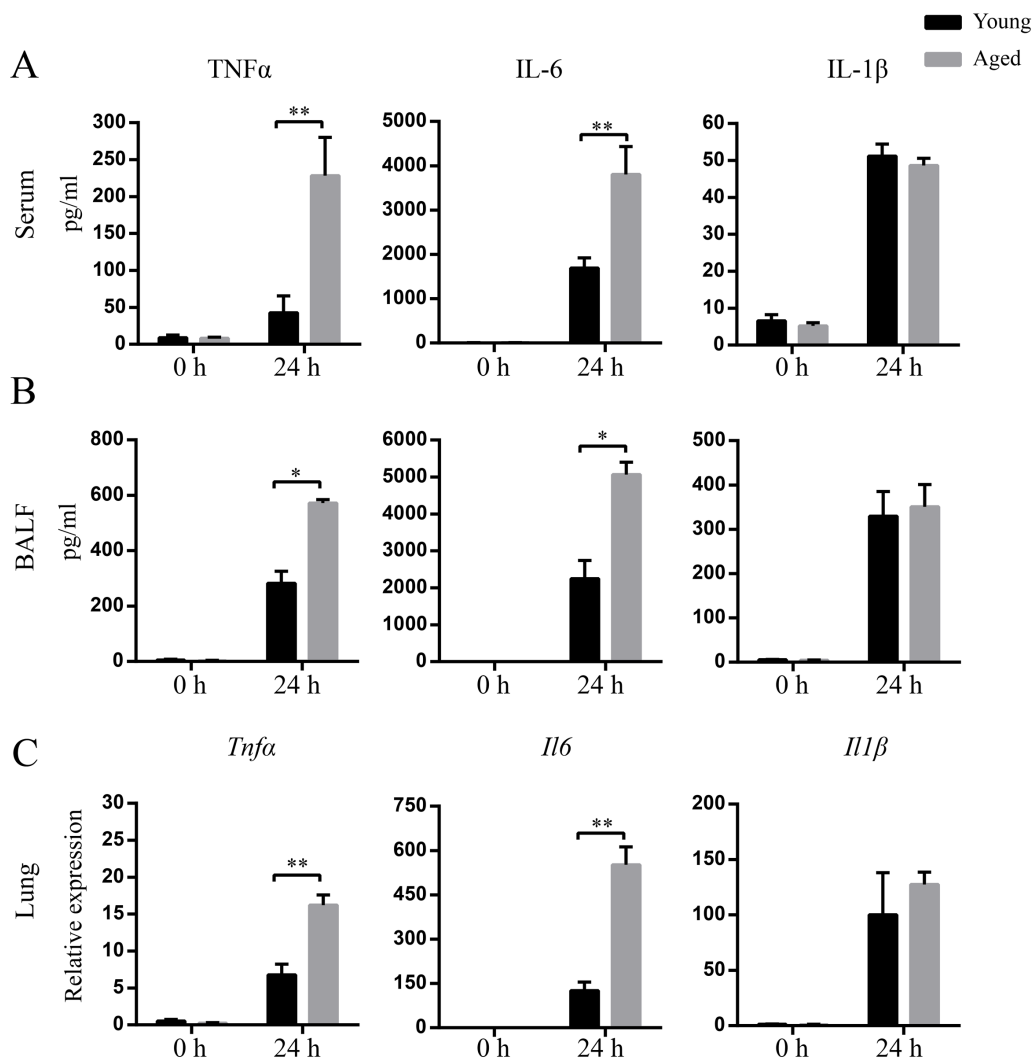 Young
Aged
A
TNFα
IL-6
IL-1β
Serum
pg/ml
300
250
200
150
100
50
0
**
0 h
24 h
5000
4000
3000
2000
1000
0
**
0 h
24 h
60
50
40
30
20
10
0
0 h
24 h
B
BALF
pg/ml
800
600
400
200
0
*
0 h
24 h
6000
5000
4000
3000
2000
1000
0
*
0 h
24 h
500
400
300
200
100
0
0 h
24 h
C
Tnfα
Il6
Il1β
Lung
Relative expression
30
25
20
15
10
5
0
**
0 h
24 h
750
600
450
300
150
0
**
0 h
24 h
200
150
100
50
0
0 h
24 h